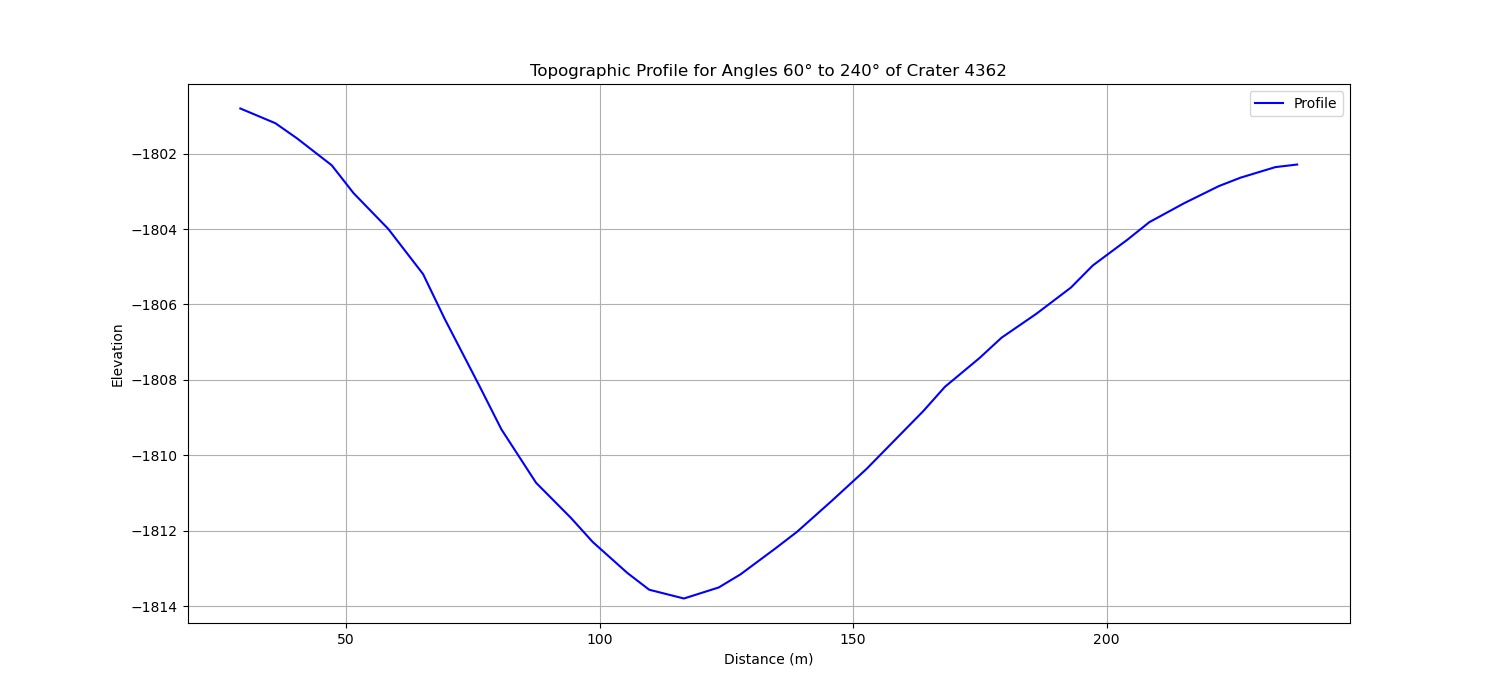 Topographic Profile for Angles 60° to 240° of Crater 4362
Profile
−1802
−1804
−1806
−1808
−1810
−1812
−1814
Elevation
50
100
150
200
Distance (m)